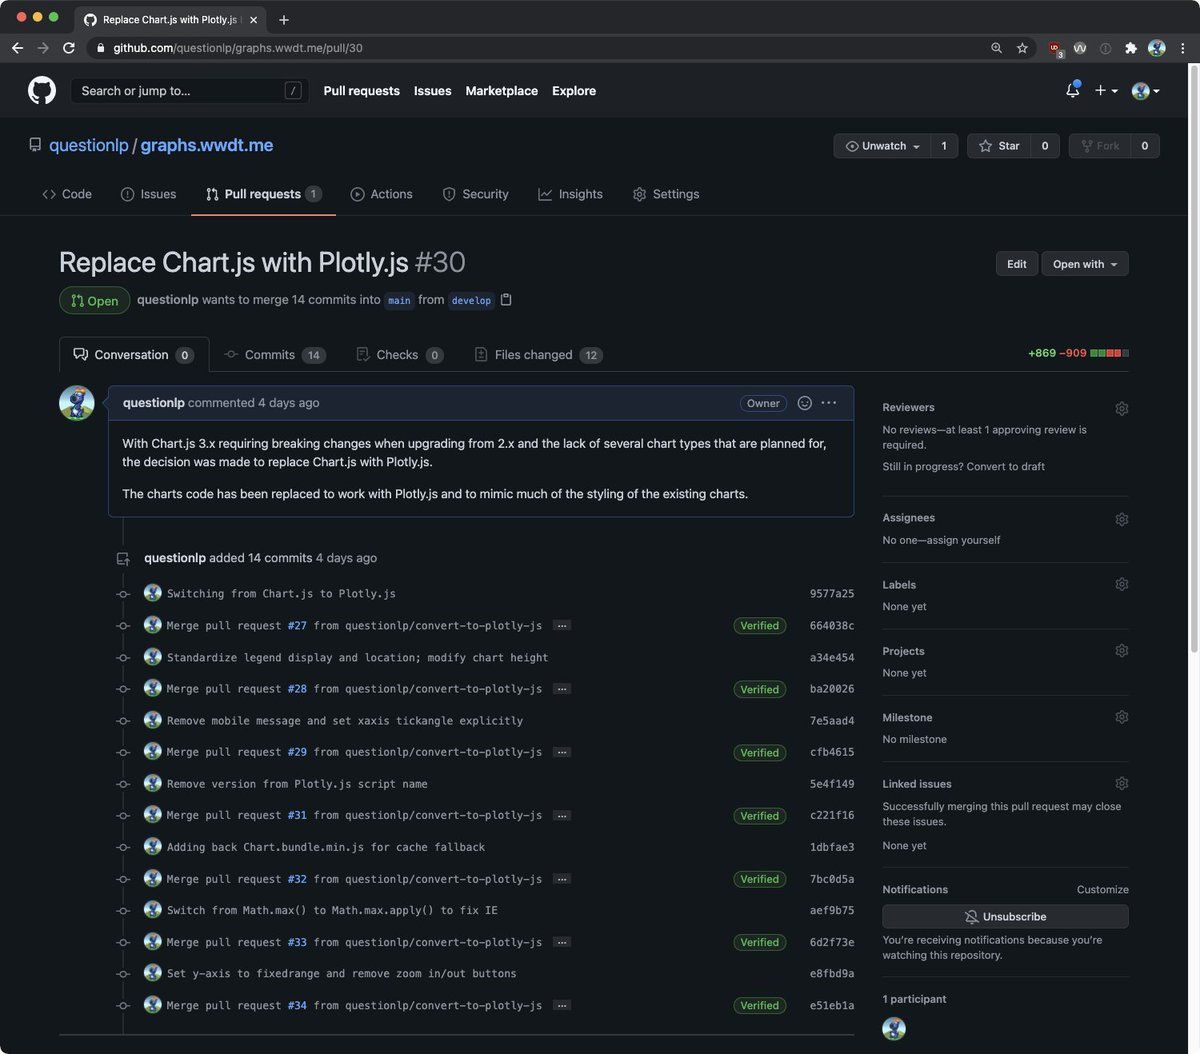 Replace Chart.js with Plotly.js
github.com/questionlp/graphs.wwdt.me/pull/30
3
Search or jump to... /
Pull requests Issues Marketplace Explore
questionlp / graphs.wwdt.me
Unwatch 1 Star 0 Fork 0
Code Issues Pull requests 1 Actions Security Insights Settings
Replace Chart.js with Plotly.js #30
Edit Open with
Open questionlp wants to merge 14 commits into main from develop
Conversation 0 Commits 14 Checks 0 Files changed 12
+869 −909
questionlp commented 4 days ago Owner ...
With Chart.js 3.x requiring breaking changes when upgrading from 2.x and the lack of several chart types that are planned for,
the decision was made to replace Chart.js with Plotly.js.
The charts code has been replaced to work with Plotly.js and to mimic much of the styling of the existing charts.
questionlp added 14 commits 4 days ago
Switching from Chart.js to Plotly.js 9577a25
Merge pull request #27 from questionlp/convert-to-plotly-js ... Verified 664038c
Standardize legend display and location; modify chart height a34e454
Merge pull request #28 from questionlp/convert-to-plotly-js ... Verified ba20026
Remove mobile message and set xaxis tickangle explicitly 7e5aad4
Merge pull request #29 from questionlp/convert-to-plotly-js ... Verified cfb4615
Remove version from Plotly.js script name 5e4f149
Merge pull request #31 from questionlp/convert-to-plotly-js ... Verified c221f16
Adding back Chart.bundle.min.js for cache fallback 1dbfae3
Merge pull request #32 from questionlp/convert-to-plotly-js ... Verified 7bc0d5a
Switch from Math.max() to Math.max.apply() to fix IE aef9b75
Merge pull request #33 from questionlp/convert-to-plotly-js ... Verified 6d2f73e
Set y-axis to fixedrange and remove zoom in/out buttons e8fbd9a
Merge pull request #34 from questionlp/convert-to-plotly-js ... Verified e51eb1a
Reviewers
No reviews—at least 1 approving review is
required.
Still in progress? Convert to draft
Assignees
No one—assign yourself
Labels
None yet
Projects
None yet
Milestone
No milestone
Linked issues
Successfully merging this pull request may close
these issues.
None yet
Notifications Customize
Unsubscribe
You're receiving notifications because you're
watching this repository.
1 participant